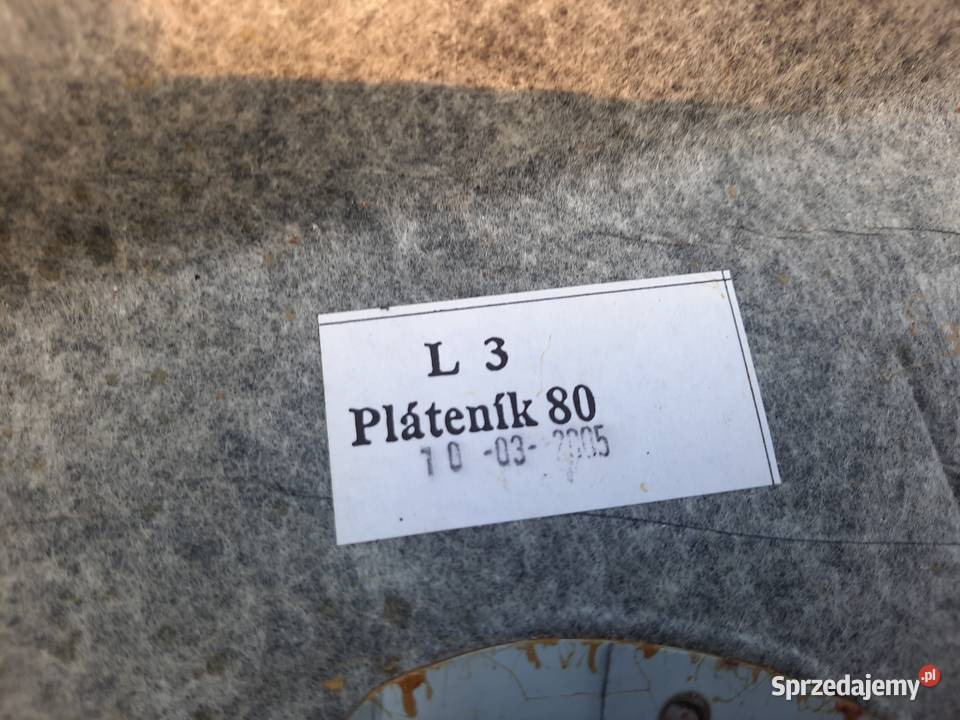 L 3
Pláteník 80
10 -03- 2005
Sprzedajemy.pl